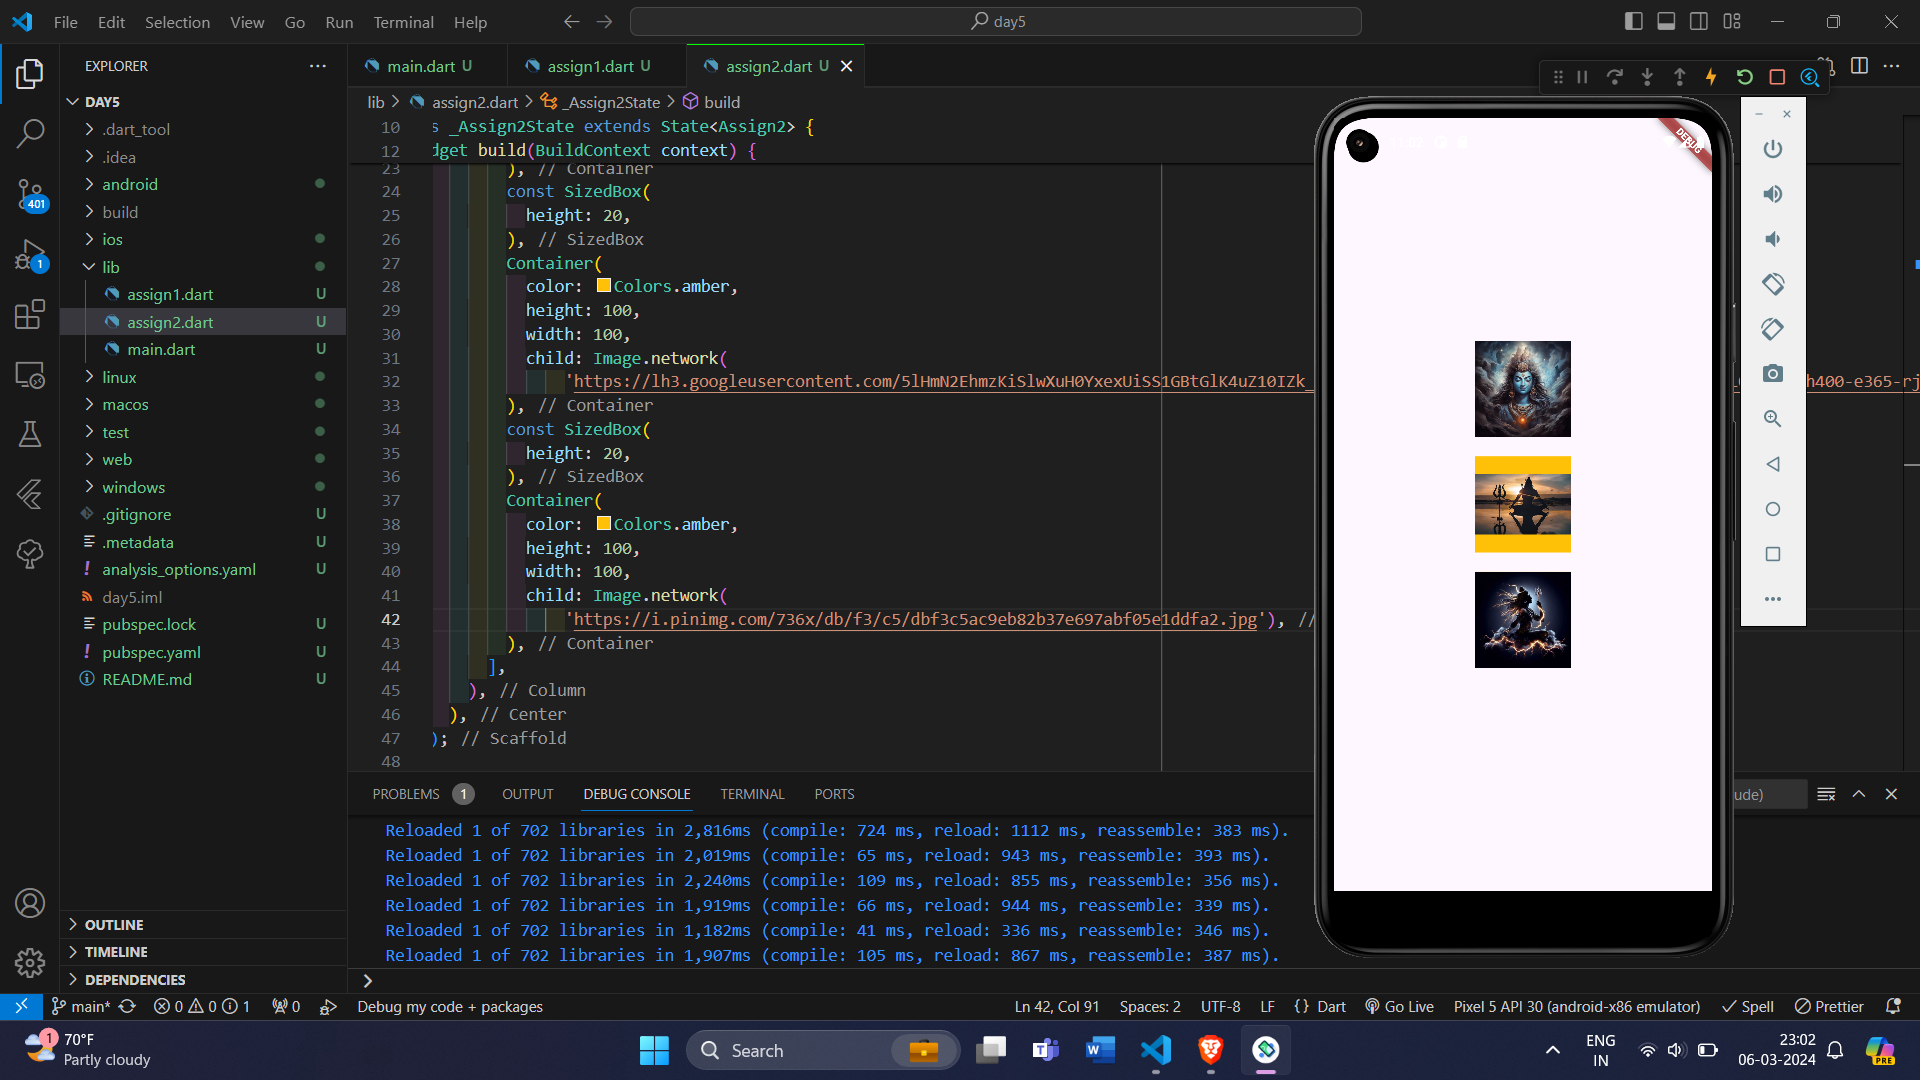 File Edit Selection View Go Run Terminal Help
day5
EXPLORER
DAY5
.dart_tool
.idea
android
build
ios
lib
assign1.dart U
assign2.dart U
main.dart U
linux
macos
test
web
windows
.gitignore U
.metadata U
! analysis_options.yaml U
day5.iml
pubspec.lock U
! pubspec.yaml U
README.md U
OUTLINE
TIMELINE
DEPENDENCIES
401
1
main.dart U
assign1.dart U
assign2.dart U
lib > assign2.dart > _Assign2State > build
10 s _Assign2State extends State<Assign2> {
12 dget build(BuildContext context) {
23 ), // Container
24 const SizedBox(
25 height: 20,
26 ), // SizedBox
27 Container(
28 color: Colors.amber,
29 height: 100,
30 width: 100,
31 child: Image.network(
32 'https://lh3.googleusercontent.com/5lHmN2EhmzKiSlwXuH0YxexUiSS1GBtGlK4uZ10IZk_ h400-e365-rj
33 ), // Container
34 const SizedBox(
35 height: 20,
36 ), // SizedBox
37 Container(
38 color: Colors.amber,
39 height: 100,
40 width: 100,
41 child: Image.network(
42 'https://i.pinimg.com/736x/db/f3/c5/dbf3c5ac9eb82b37e697abf05e1ddfa2.jpg'), //
43 ), // Container
44 ],
45 ), // Column
46 ), // Center
47 ); // Scaffold
48
DEBUG
PROBLEMS 1 OUTPUT DEBUG CONSOLE TERMINAL PORTS
ude)
Reloaded 1 of 702 libraries in 2,816ms (compile: 724 ms, reload: 1112 ms, reassemble: 383 ms).
Reloaded 1 of 702 libraries in 2,019ms (compile: 65 ms, reload: 943 ms, reassemble: 393 ms).
Reloaded 1 of 702 libraries in 2,240ms (compile: 109 ms, reload: 855 ms, reassemble: 356 ms).
Reloaded 1 of 702 libraries in 1,919ms (compile: 66 ms, reload: 944 ms, reassemble: 339 ms).
Reloaded 1 of 702 libraries in 1,182ms (compile: 41 ms, reload: 336 ms, reassemble: 346 ms).
Reloaded 1 of 702 libraries in 1,907ms (compile: 105 ms, reload: 867 ms, reassemble: 387 ms).
main* 0 0 1 0 Debug my code + packages Ln 42, Col 91 Spaces: 2 UTF-8 LF {} Dart Go Live Pixel 5 API 30 (android-x86 emulator) Spell Prettier
1
70°F
Partly cloudy
Search
ENG
IN
23:02
06-03-2024
PRE